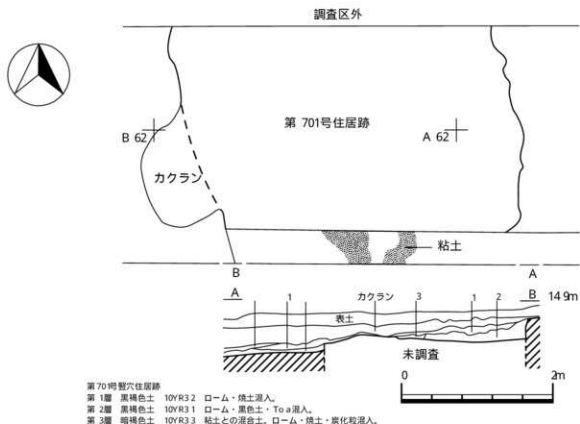 調査区外
第 701号住居跡
B 62
A 62
カクラン
粘土
B
A
A
1
カクラン
3
1
2
B
14 9m
表土
未調査
0
2m
第 701号竪穴住居跡
第 1層 黒褐色土 10YR3 2 ローム・焼土混入。
第 2層 黒褐色土 10YR3 1 ローム・黒色土・To a混入。
第 3層 暗褐色土 10YR3 3 粘土との混合土。ローム・焼土・炭化粒混入。